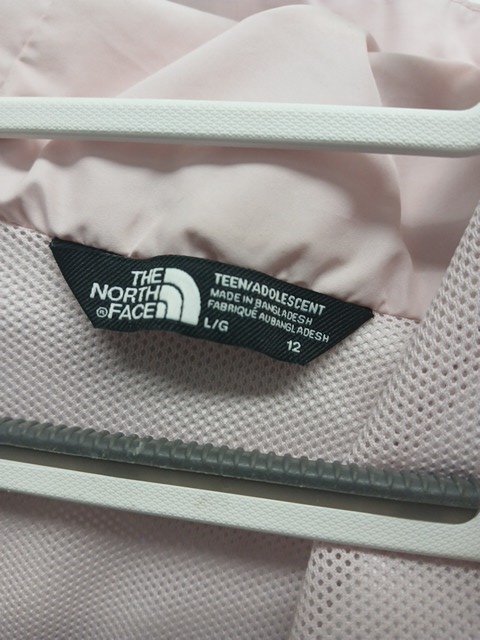 THE
NORTH
®FACE
TEEN/ADOLESCENT
MADE IN BANGLADESH
FABRIQUÉ AU BANGLADESH
L/G
12